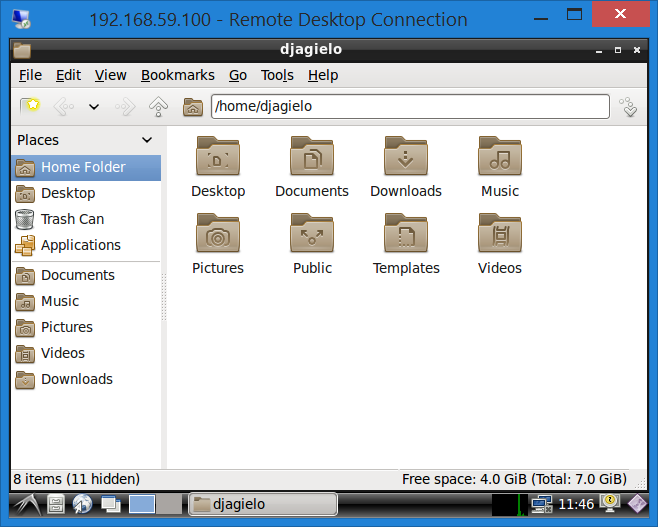 192.168.59.100 - Remote Desktop Connection
djagielo
File Edit View Bookmarks Go Tools Help
/home/djagielo
Places
Home Folder
Desktop
Trash Can
Applications
Documents
Music
Pictures
Videos
Downloads
Desktop Documents Downloads Music
Pictures Public Templates Videos
8 items (11 hidden) Free space: 4.0 GiB (Total: 7.0 GiB)
djagielo 11:46